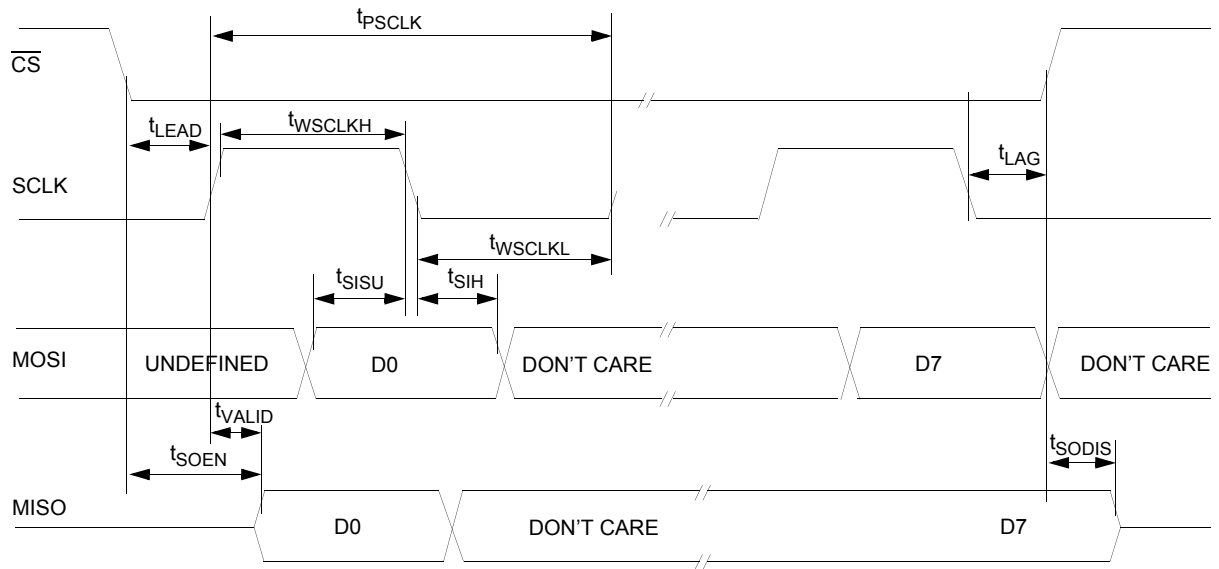 tPSCLK
CS
tLEAD
tWSCLKH
tLAG
SCLK
tWSCLKL
tSISU
tSIH
MOSI
UNDEFINED
D0
DON'T CARE
D7
DON'T CARE
tVALID
tSOEN
tSODIS
MISO
D0
DON'T CARE
D7